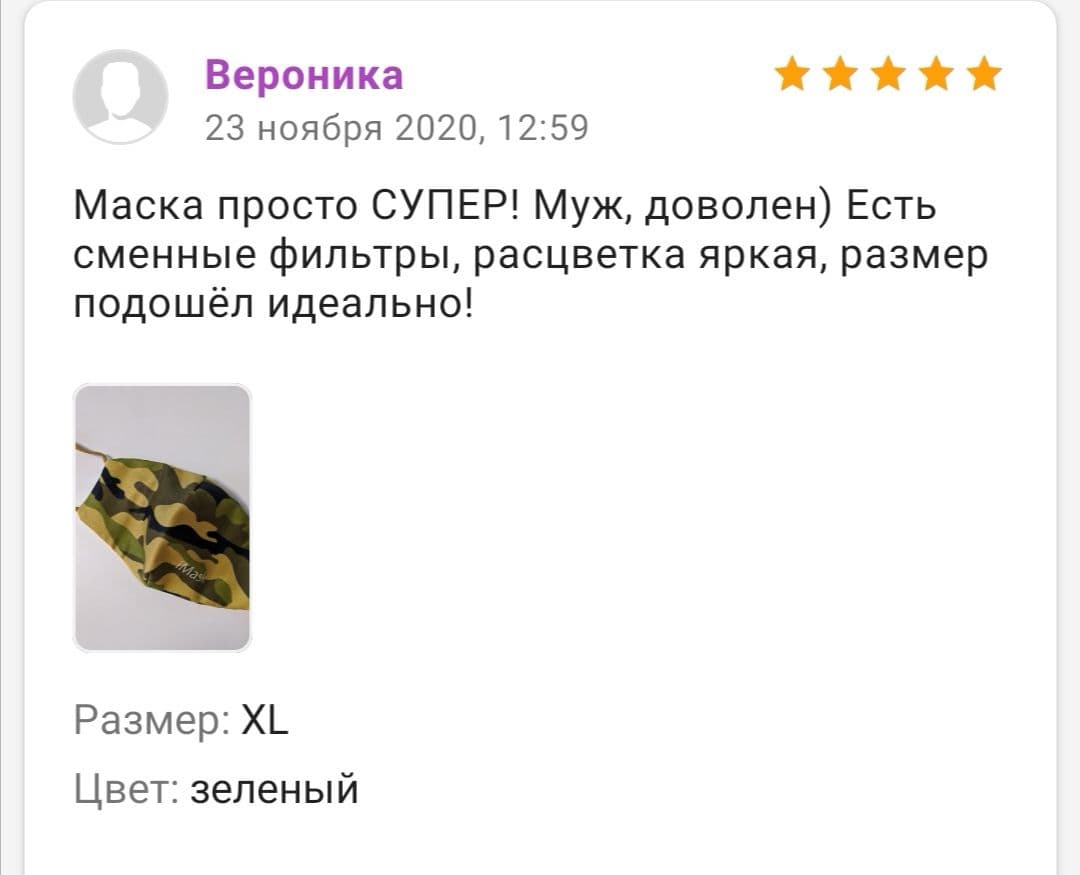 Вероника
23 ноября 2020, 12:59
Маска просто СУПЕР! Муж, доволен) Есть
сменные фильтры, расцветка яркая, размер
подошёл идеально!
Размер: XL
Цвет: зеленый